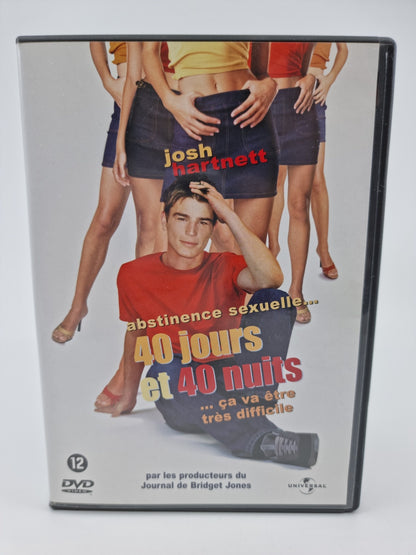 josh
hartnett
abstinence sexuelle...
40 jours
et 40 nuits
... ça va être
très difficile
12
DVD
VIDEO
par les producteurs du
Journal de Bridget Jones
UNIVERSAL